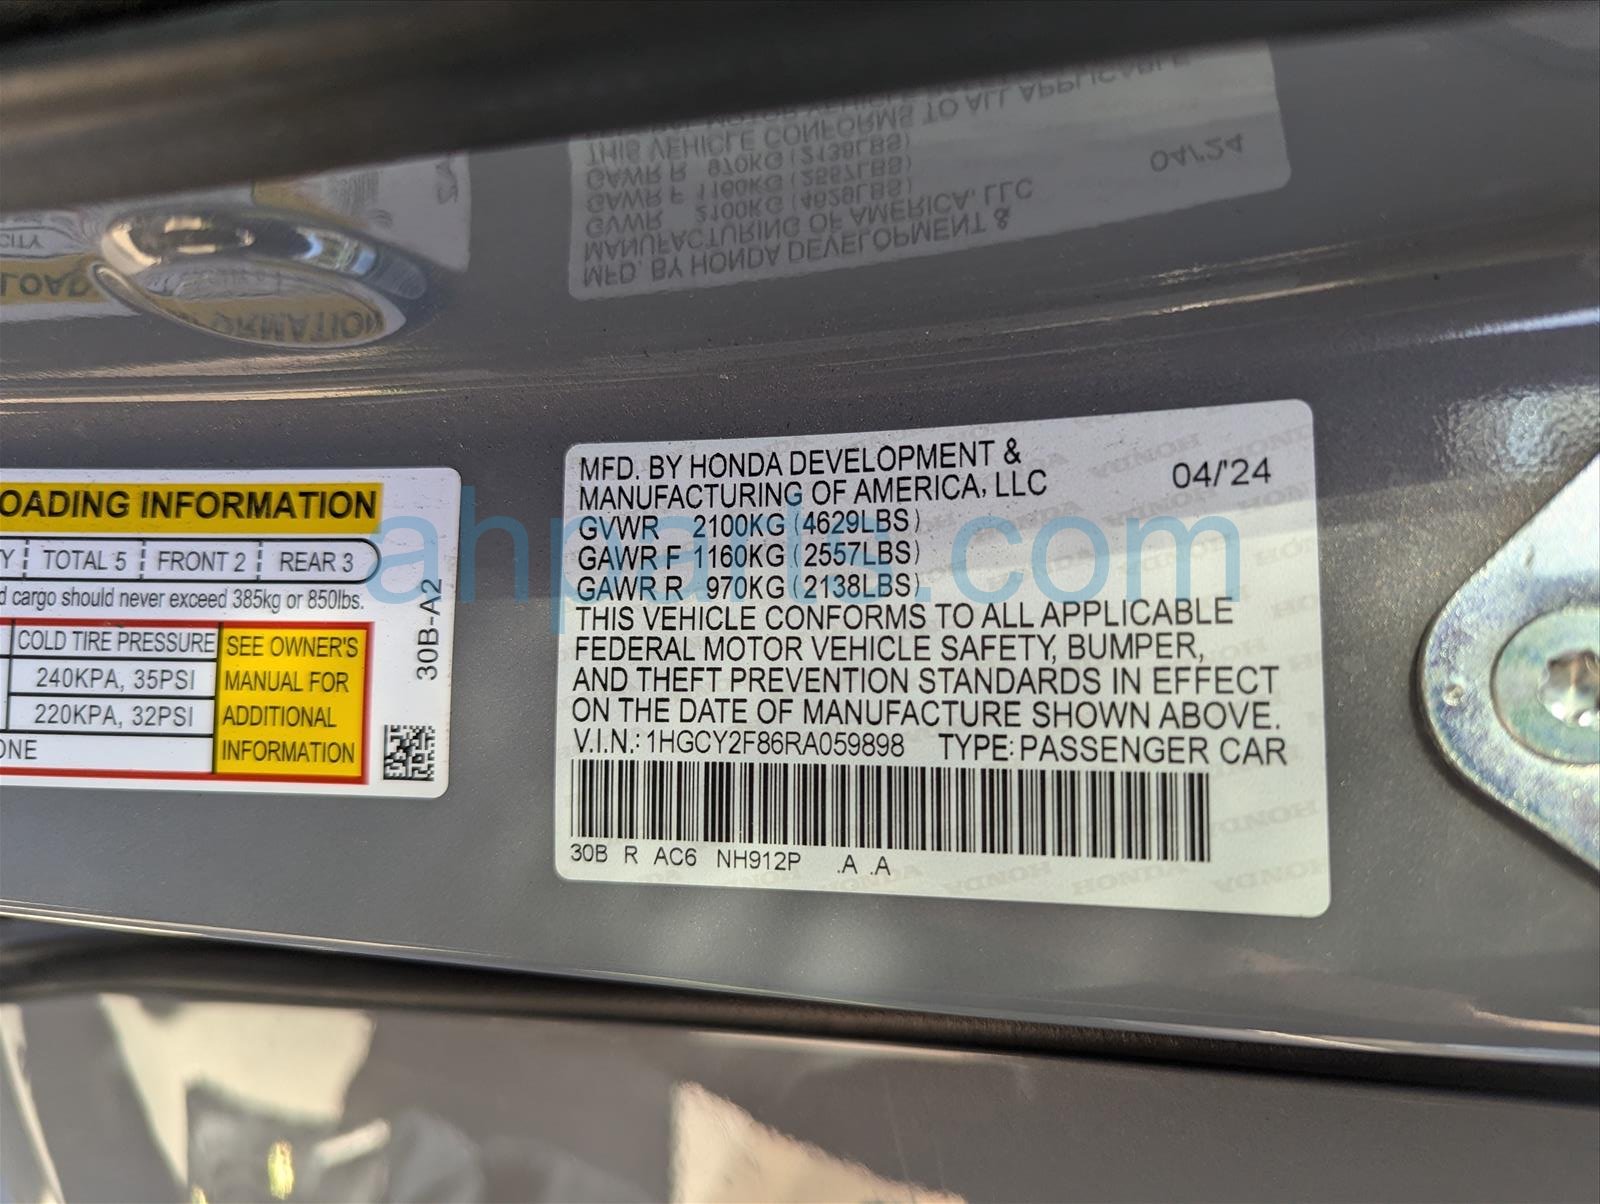 OADING INFORMATION
Y TOTAL 5 FRONT 2 REAR 3
d cargo should never exceed 385kg or 850lbs.
COLD TIRE PRESSURE
240KPA, 35PSI
220KPA, 32PSI
ONE
SEE OWNER'S
MANUAL FOR
ADDITIONAL
INFORMATION
30B-A2
MFD. BY HONDA DEVELOPMENT &
MANUFACTURING OF AMERICA, LLC 04/'24
GVWR 2100KG (4629LBS)
GAWR F 1160KG (2557LBS)
GAWR R 970KG (2138LBS)
THIS VEHICLE CONFORMS TO ALL APPLICABLE
FEDERAL MOTOR VEHICLE SAFETY, BUMPER,
AND THEFT PREVENTION STANDARDS IN EFFECT
ON THE DATE OF MANUFACTURE SHOWN ABOVE.
V.I.N.: 1HGCY2F86RA059898 TYPE: PASSENGER CAR
30B R AC6 NH912P .A .A
ahparts.com